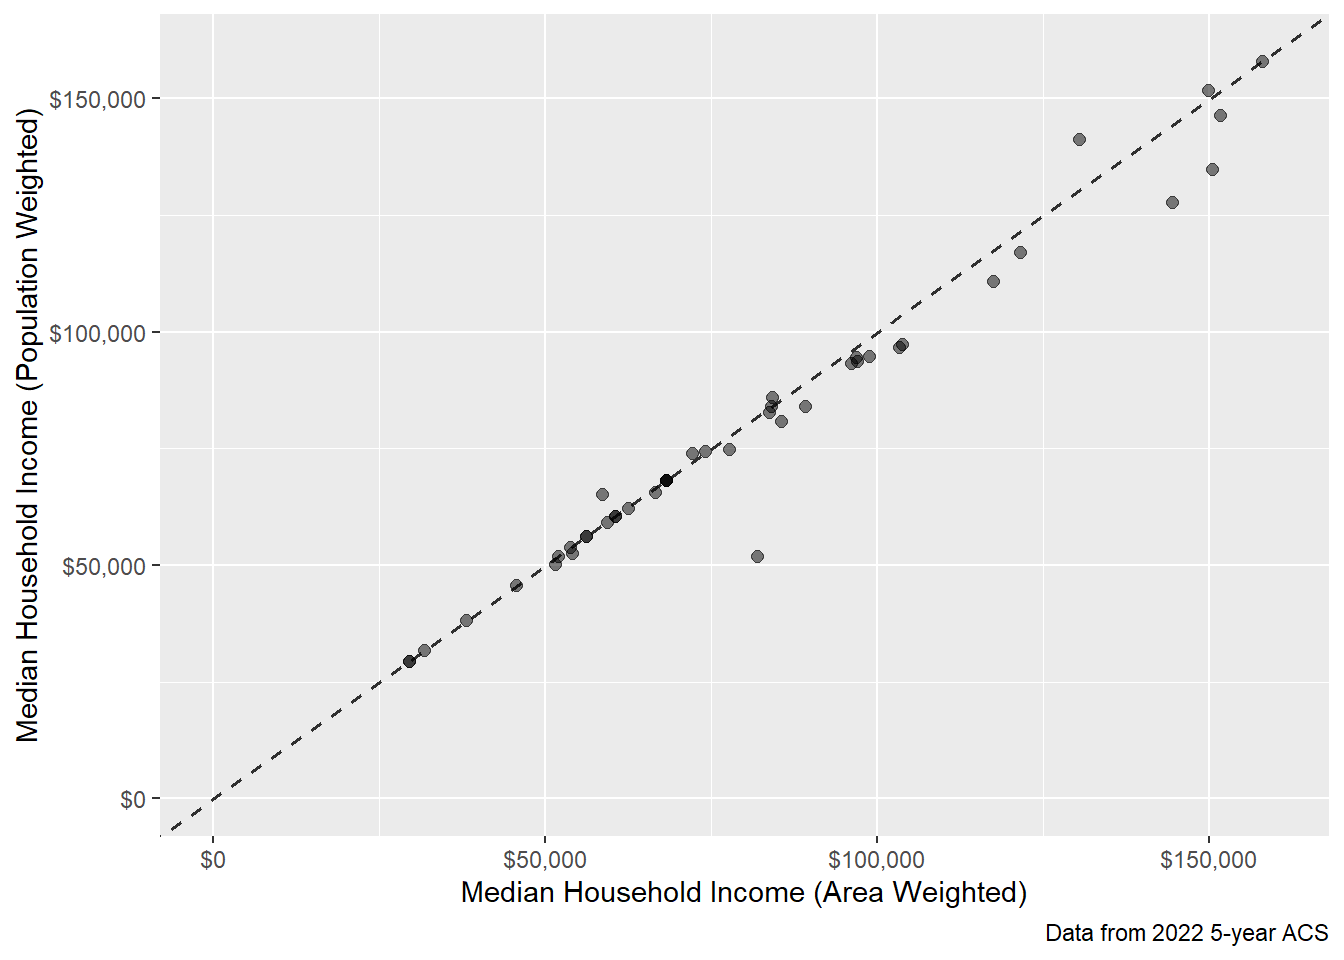 Median Household Income (Population Weighted)
$150,000
$100,000
$50,000
$0
$0
$50,000
$100,000
$150,000
Median Household Income (Area Weighted)
Data from 2022 5-year ACS